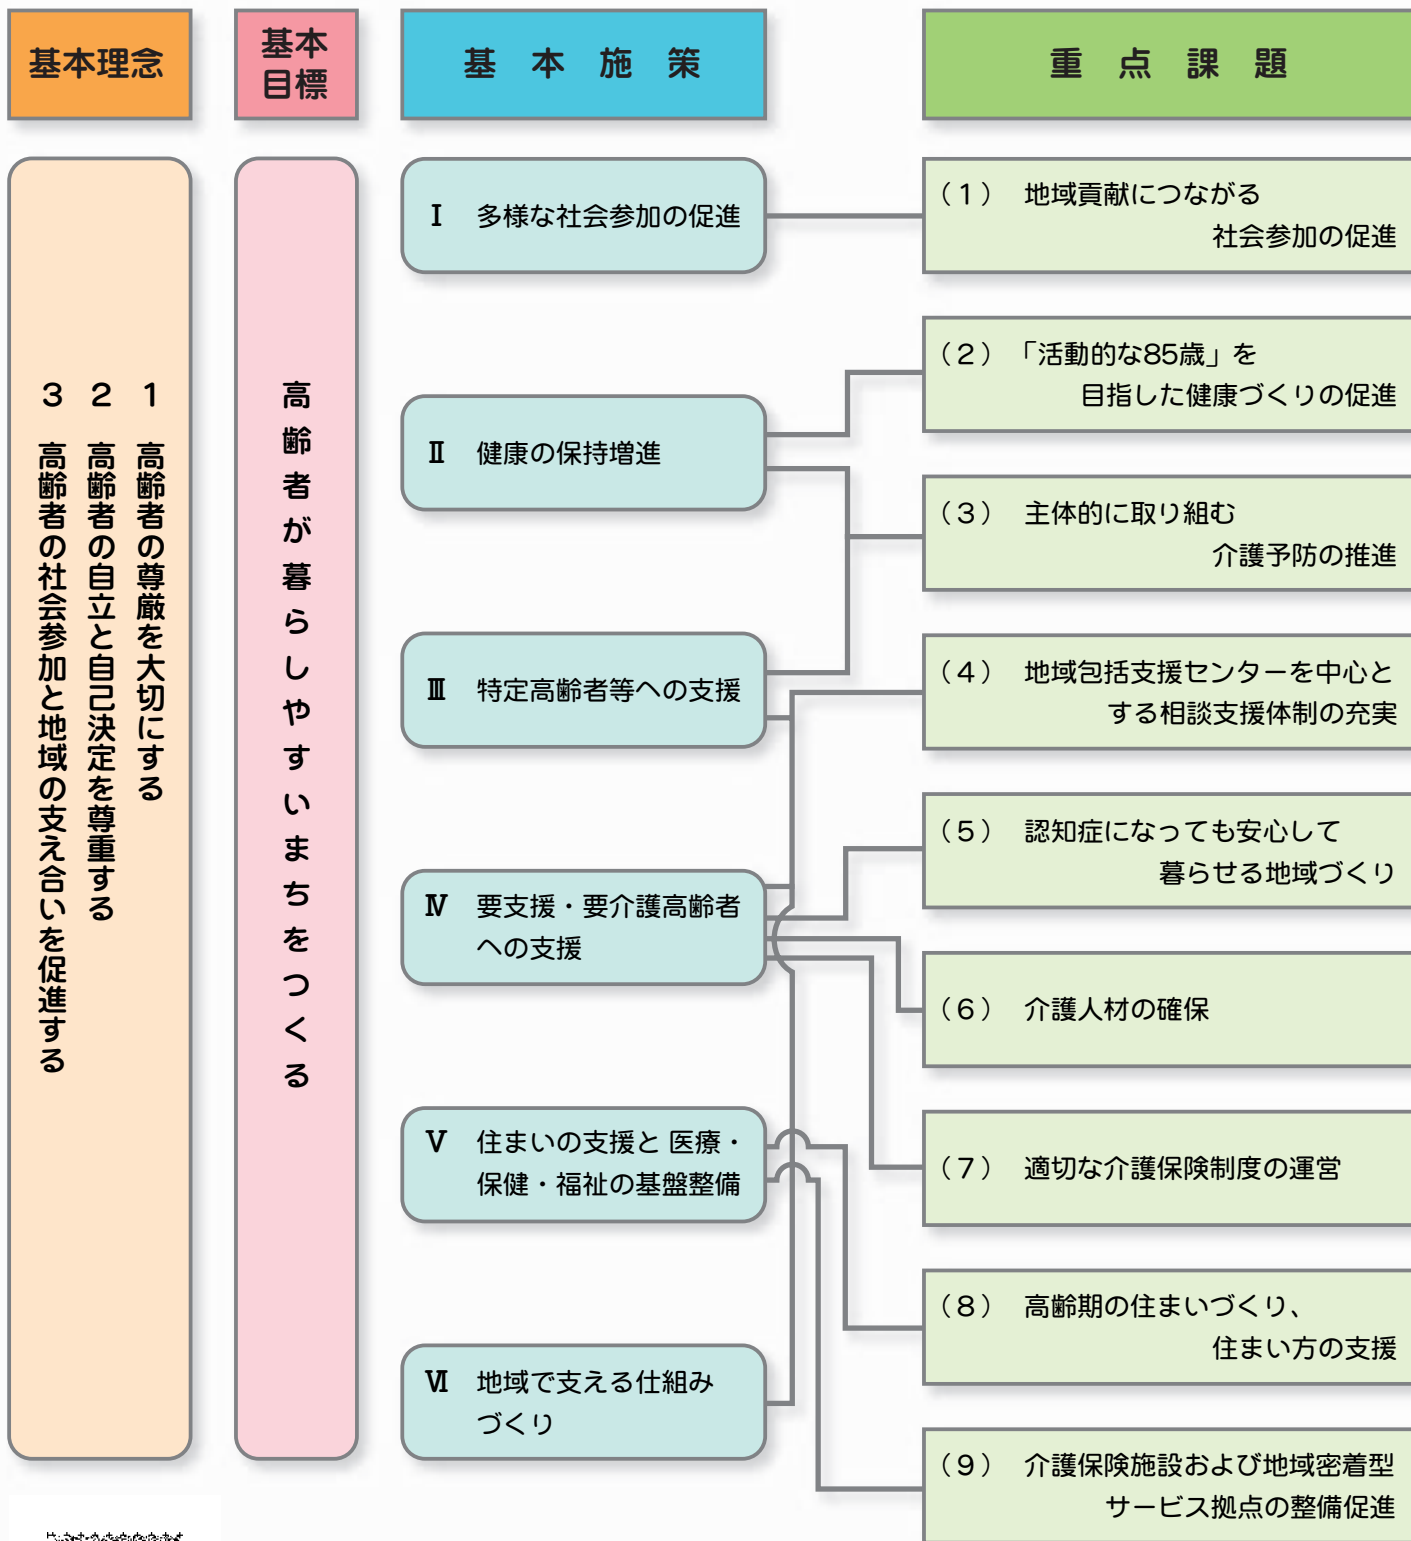 基本理念
基本
目標
基本施策
重点課題
1 高齢者の尊厳を大切にする
2 高齢者の自立と自己決定を尊重する
3 高齢者の社会参加と地域の支え合いを促進する
高齢者が暮らしやすいまちをつくる
Ⅰ 多様な社会参加の促進
Ⅱ 健康の保持増進
Ⅲ 特定高齢者等への支援
Ⅳ 要支援・要介護高齢者
への支援
Ⅴ 住まいの支援と 医療・
保健・福祉の基盤整備
Ⅵ 地域で支える仕組み
づくり
(1) 地域貢献につながる
社会参加の促進
(2) 「活動的な85歳」を
目指した健康づくりの促進
(3) 主体的に取り組む
介護予防の推進
(4) 地域包括支援センターを中心と
する相談支援体制の充実
(5) 認知症になっても安心して
暮らせる地域づくり
(6) 介護人材の確保
(7) 適切な介護保険制度の運営
(8) 高齢期の住まいづくり、
住まい方の支援
(9) 介護保険施設および地域密着型
サービス拠点の整備促進